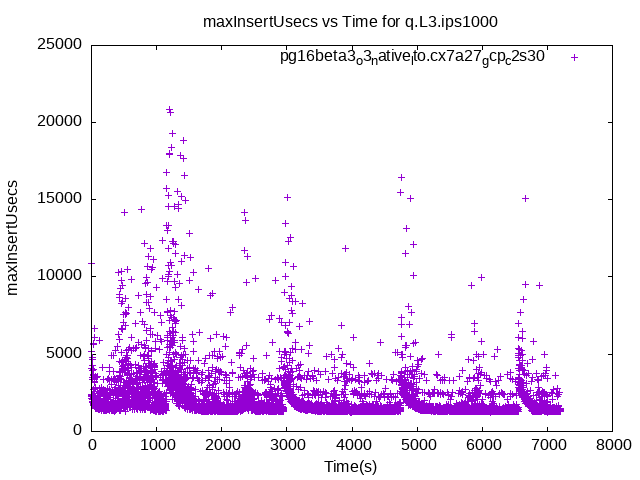 maxInsertUsecs vs Time for q.L3.ips1000
pg16beta3o3native_lto.cx7a27gcpc2s30
maxInsertUsecs
25000
20000
15000
10000
5000
0
0 1000 2000 3000 4000 5000 6000 7000 8000
Time(s)